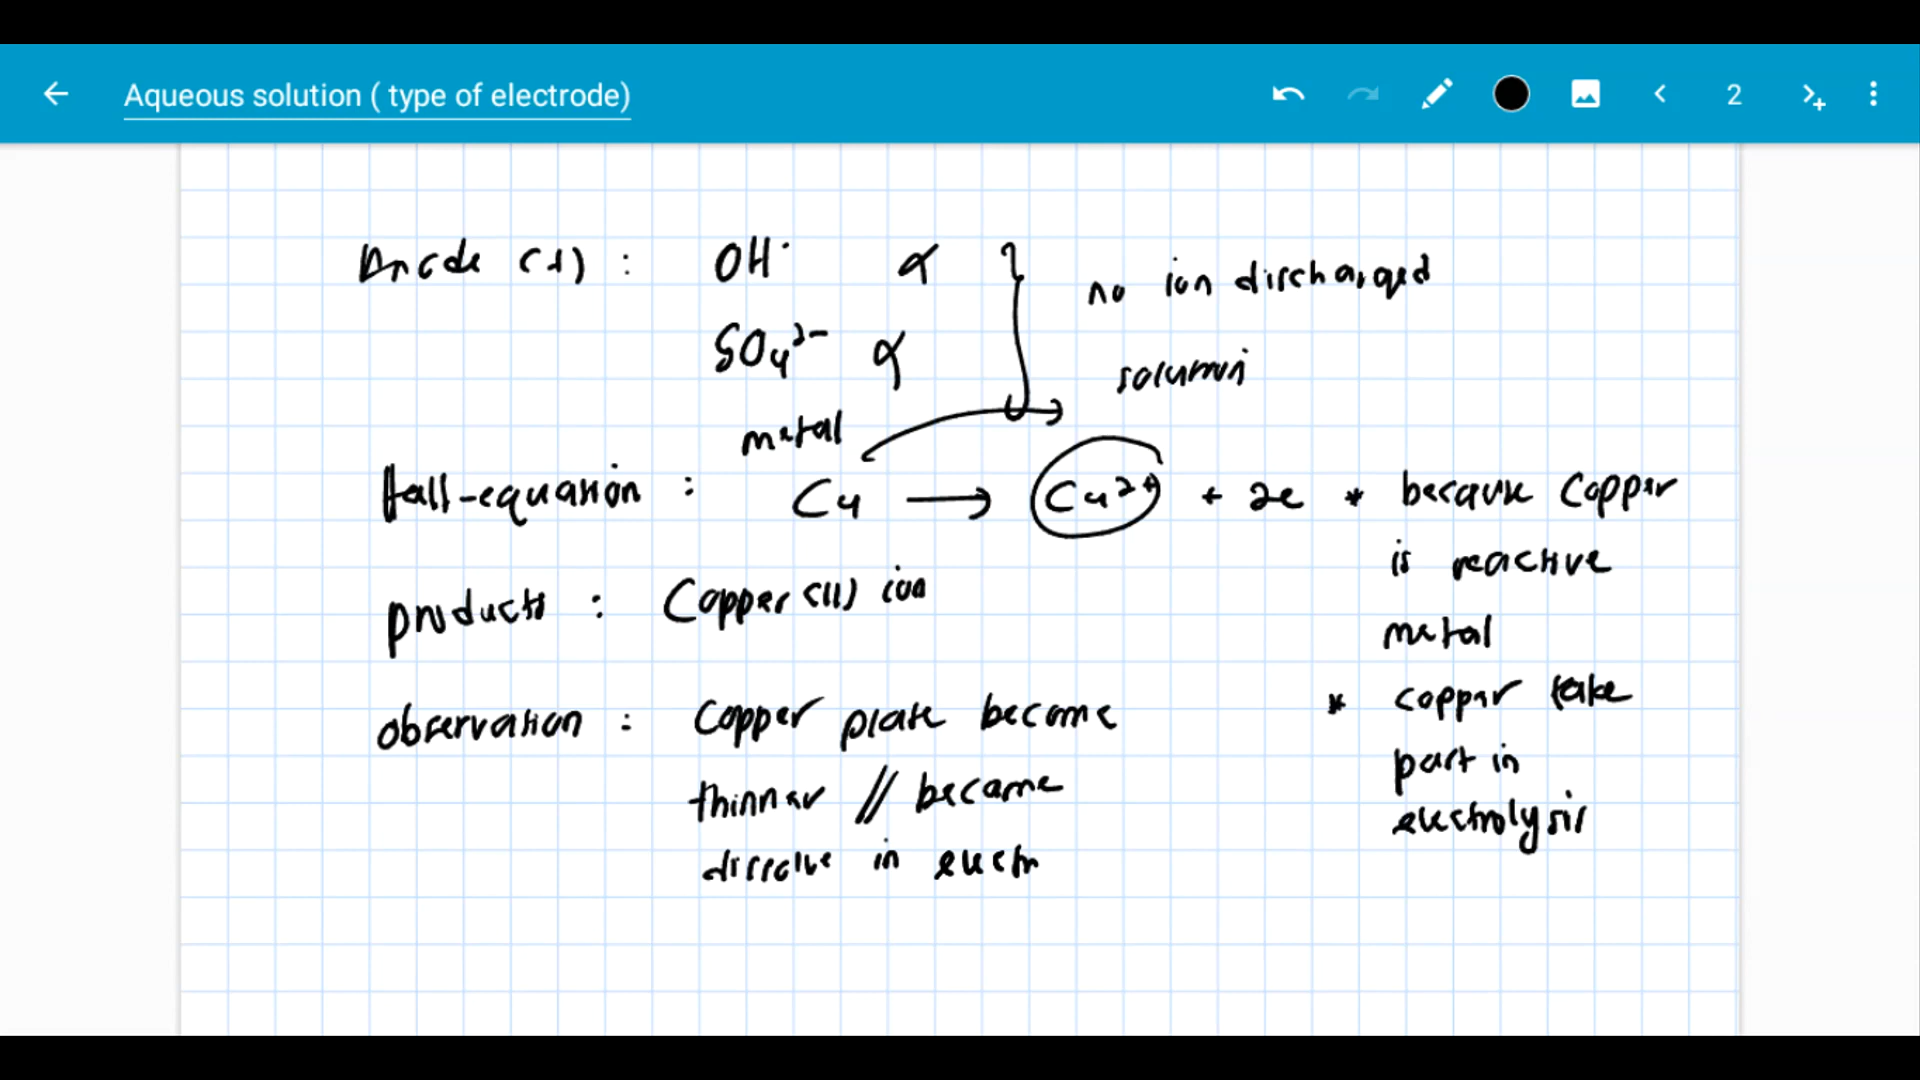 Aqueous solution ( type of electrode)
2
Anode (+) : OH-
no ion discharged
SO4 2-
metal
Half-equation : Cu → Cu2+ + 2e * because copper
is reactive
products : Copper (II) ion
metal
* copper take
observation : Copper plate become
part in
thinner // became
electrolysis
dissolve in electr